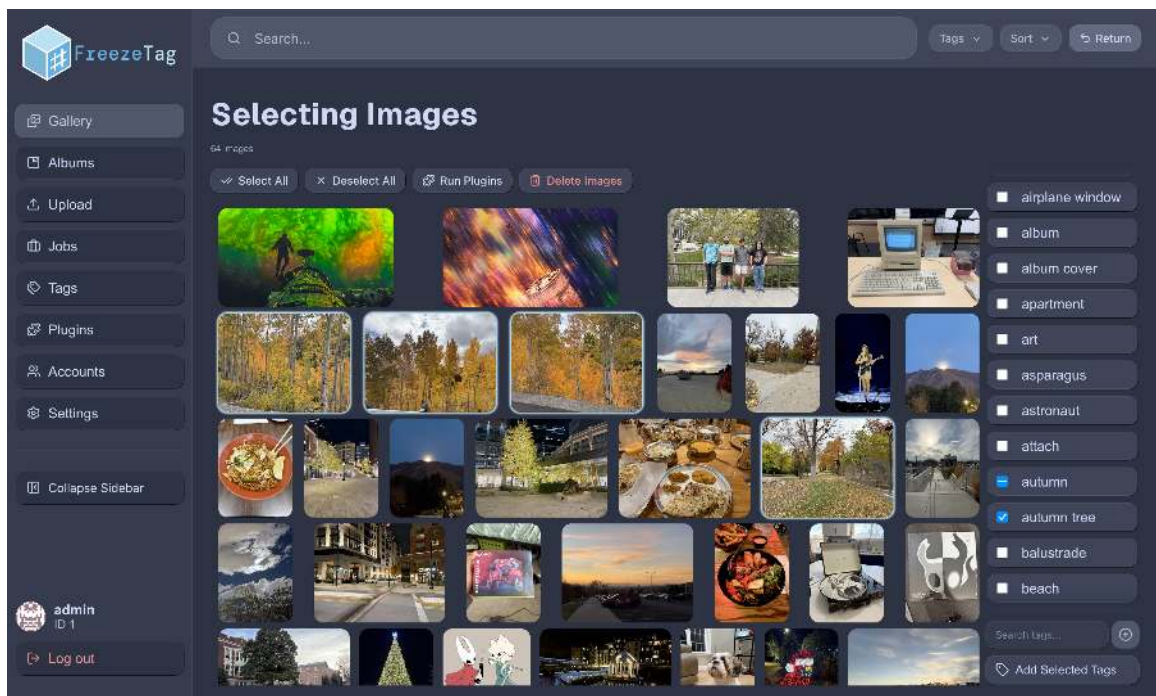 FreezeTag
Search...
Tags
Sort
Return
Gallery
Albums
Upload
Jobs
Tags
Plugins
Accounts
Settings
Collapse Sidebar
admin
ID 1
Log out
Selecting Images
64 images
Select All
Deselect All
Run Plugins
Delete Images
airplane window
album
album cover
apartment
art
asparagus
astronaut
attach
autumn
autumn tree
balustrade
beach
Search tags...
Add Selected Tags